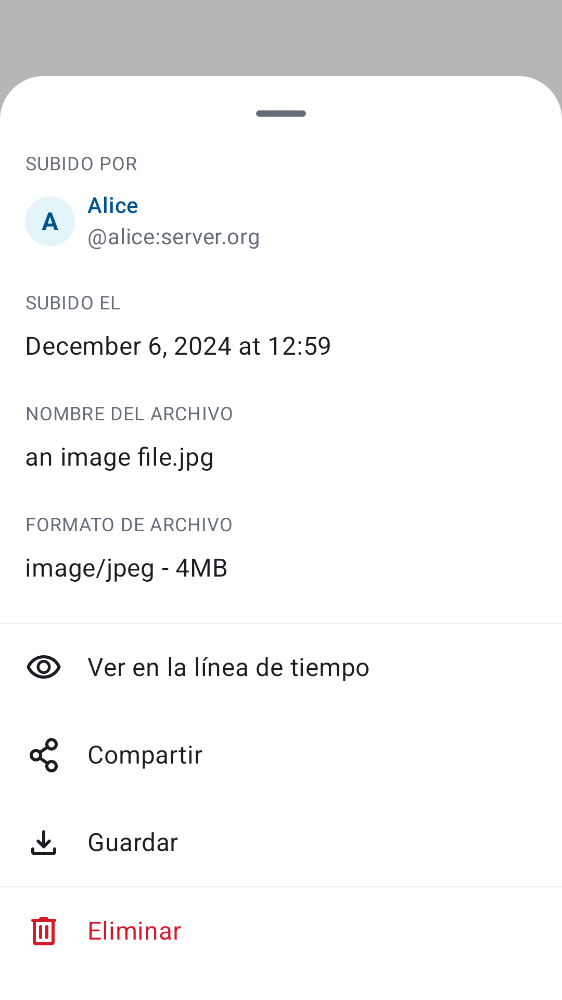 SUBIDO POR
A
Alice
@alice:server.org
SUBIDO EL
December 6, 2024 at 12:59
NOMBRE DEL ARCHIVO
an image file.jpg
FORMATO DE ARCHIVO
image/jpeg - 4MB
Ver en la línea de tiempo
Compartir
Guardar
Eliminar